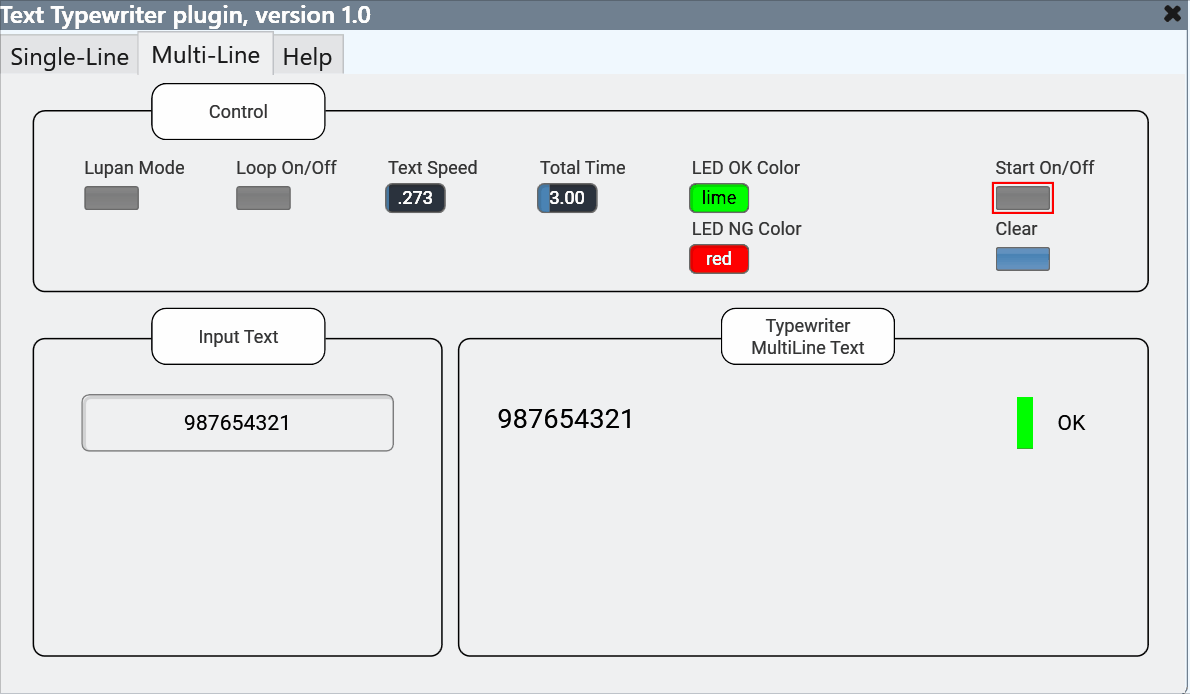 Text Typewriter plugin, version 1.0
Single-Line
Multi-Line
Help
Control
Lupan Mode
Loop On/Off
Text Speed
Total Time
LED OK Color
Start On/Off
.273
3.00
lime
LED NG Color
Clear
red
Input Text
Typewriter
MultiLine Text
987654321
987654321
OK